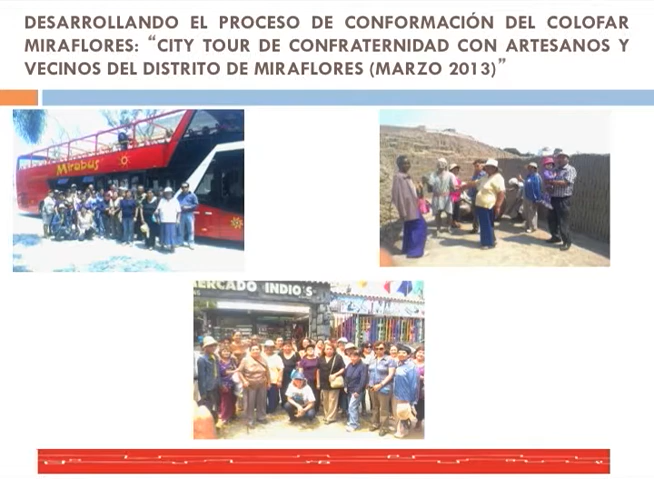 DESARROLLANDO EL PROCESO DE CONFORMACIÓN DEL COLOFAR
MIRAFLORES: “CITY TOUR DE CONFRATERNIDAD CON ARTESANOS Y
VECINOS DEL DISTRITO DE MIRAFLORES (MARZO 2013)”
Mirabus
MERCADO INDIO'S